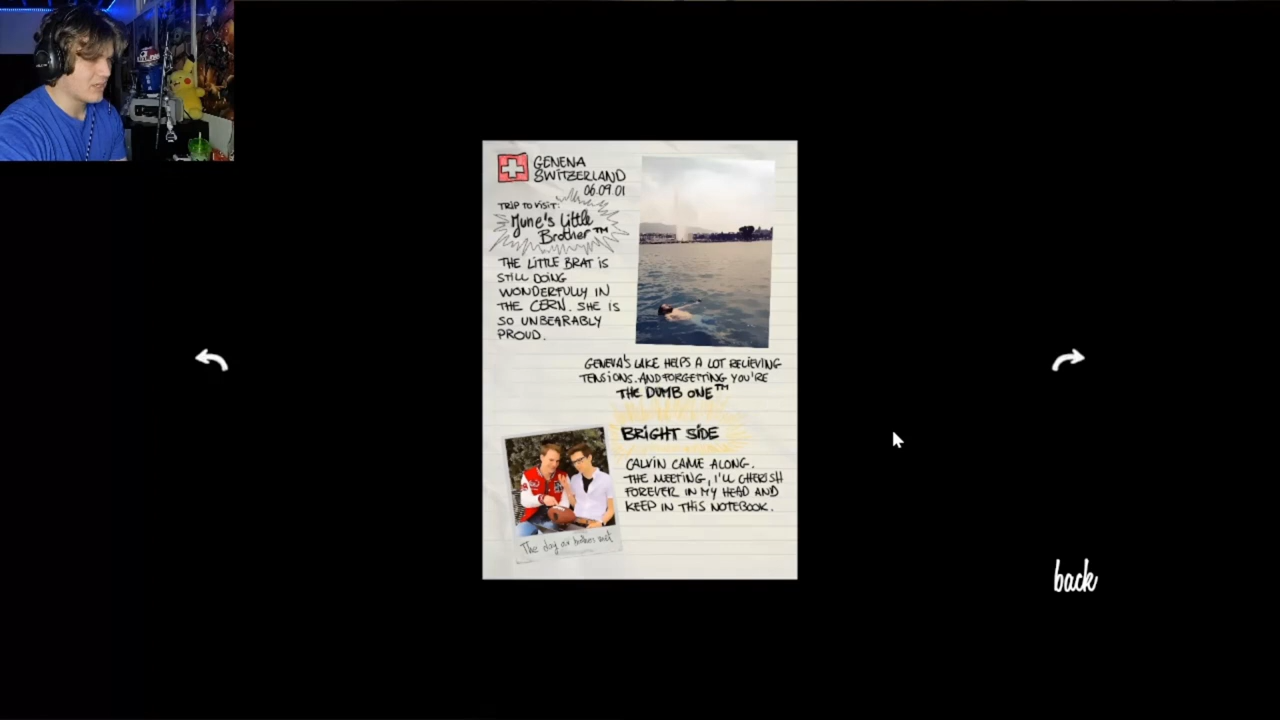 GENENA
SWITZERLAND
06.09.01
TRIP TO VISIT:
June's Little
Brother™
THE LITTLE BRAT IS
STILL DOING
WONDERFULLY IN
THE CERN. SHE IS
SO UNBEARABLY
PROUD.
GENEVA'S LAKE HELPS A LOT RELIEVING
TENSIONS. AND FORGETTING YOU'RE
THE DUMB ONE™
BRIGHT SIDE
CALVIN CAME ALONG.
THE MEETING, I'LL CHERISH
FOREVER IN MY HEAD AND
KEEP IN THIS NOTEBOOK.
The day our brothers met
back